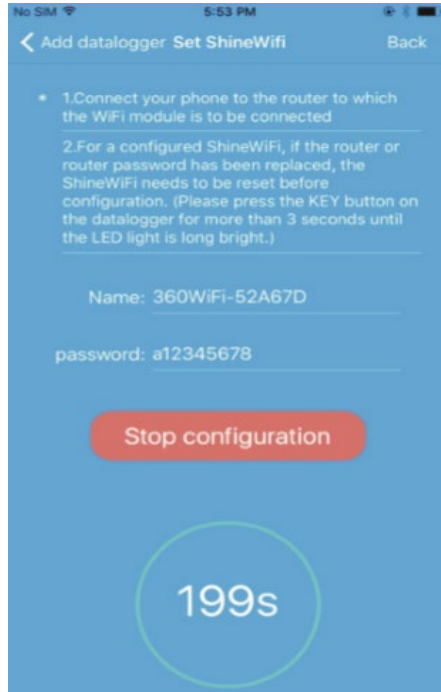 No SIM 5:53 PM
Add datalogger Set ShineWifi Back
* 1.Connect your phone to the router to which
the WiFi module is to be connected
2.For a configured ShineWiFi, if the router or
router password has been replaced, the
ShineWiFi needs to be reset before
configuration. (Please press the KEY button on
the datalogger for more than 3 seconds until
the LED light is long bright.)
Name: 360WiFi-52A67D
password: a12345678
Stop configuration
199s